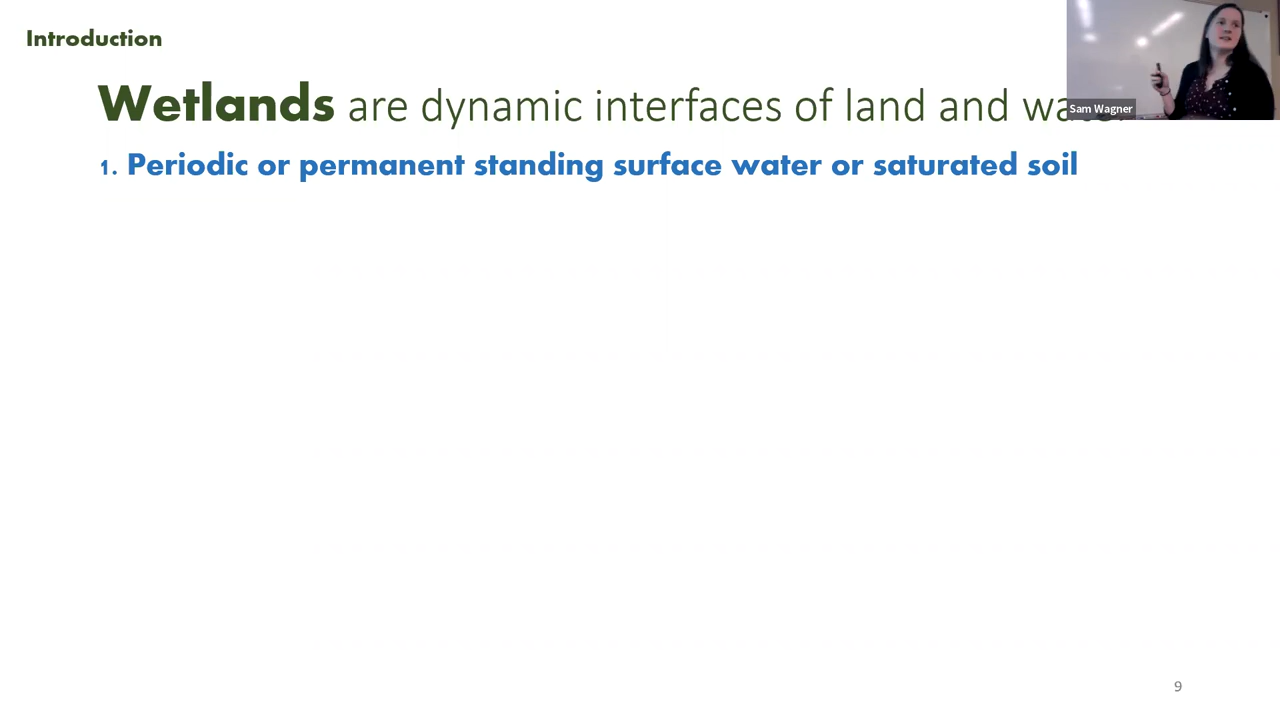 Introduction
Wetlands are dynamic interfaces of land and
Sam Wagner
1. Periodic or permanent standing surface water or saturated soil
9